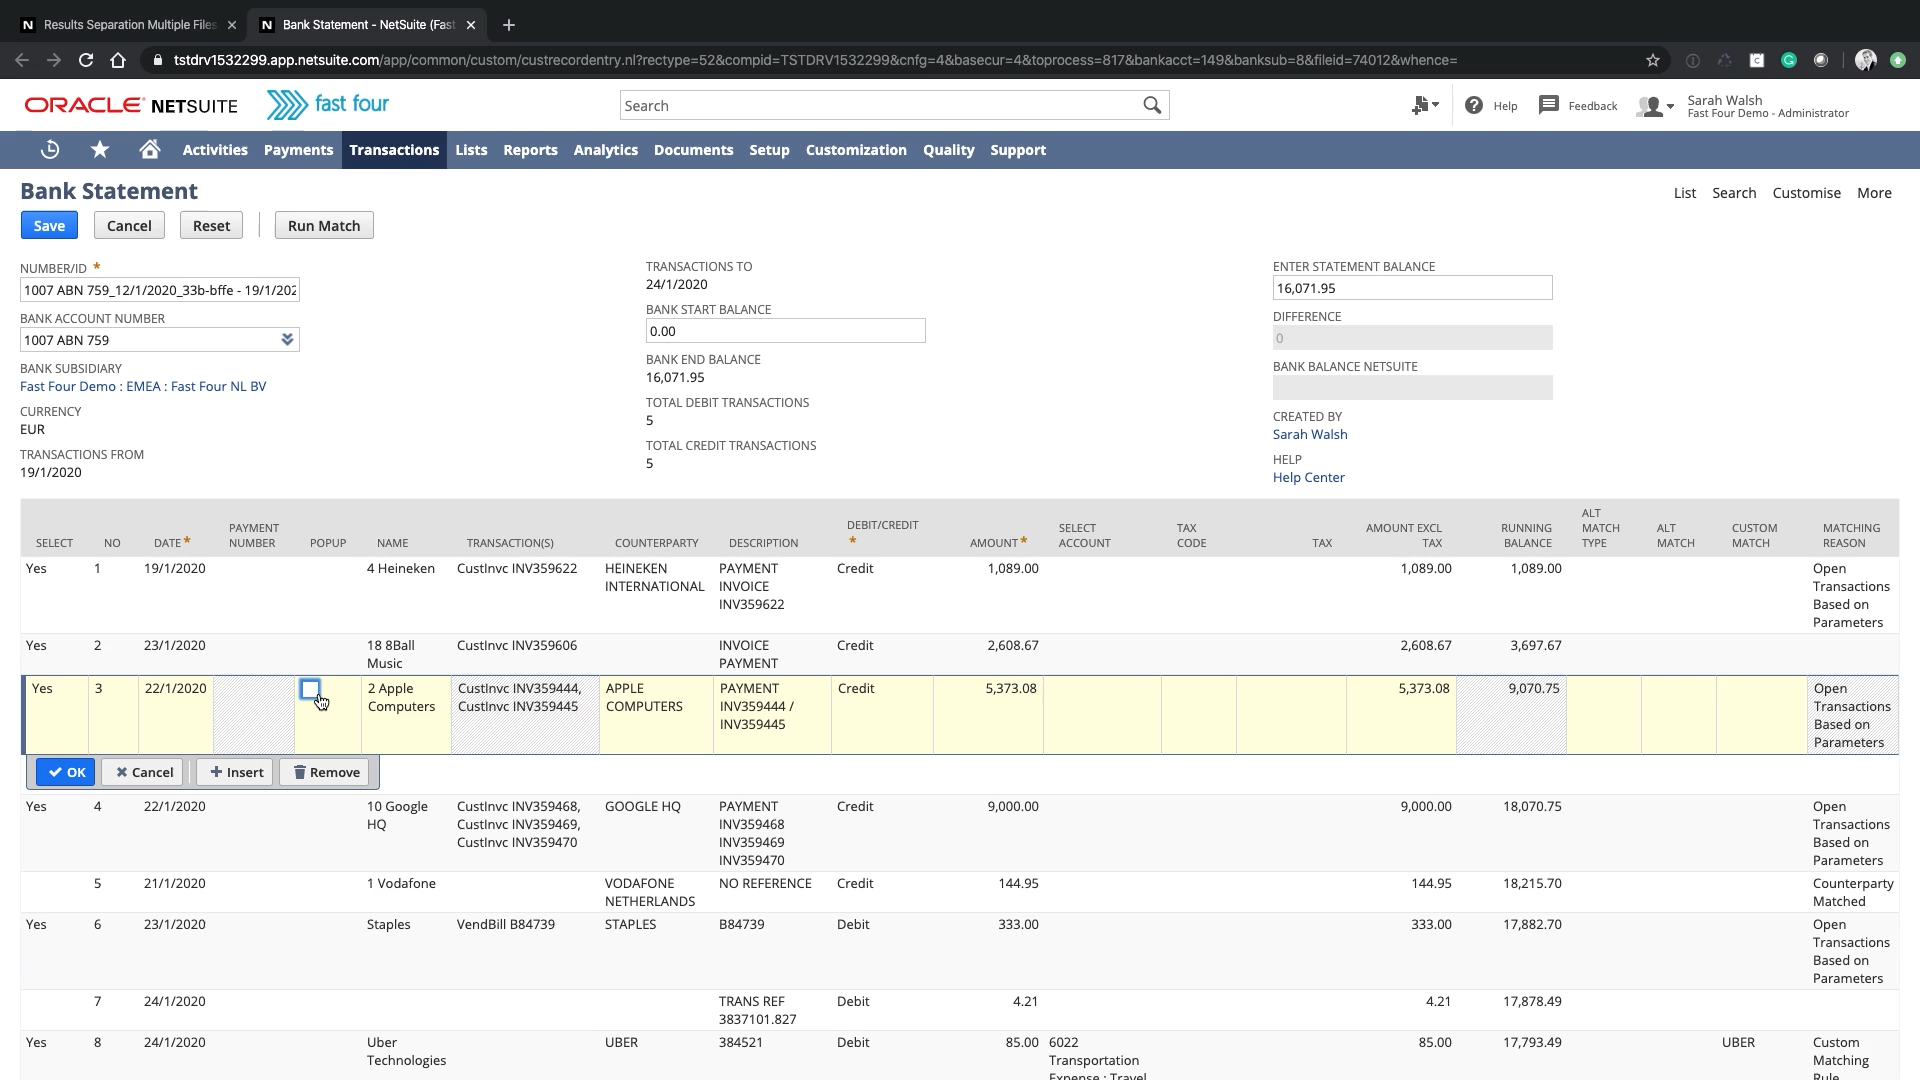 Results Separation Multiple Files
Bank Statement - NetSuite (Fast
tstdrv1532299.app.netsuite.com/app/common/custom/custrecordentry.nl?rectype=52&compid=TSTDRV1532299&cnfg=4&basecur=4&toprocess=817&bankacct=149&banksub=8&fileid=74012&whence=
ORACLE NETSUITE fast four
Search
Help
Feedback
Sarah Walsh
Fast Four Demo - Administrator
Activities Payments Transactions Lists Reports Analytics Documents Setup Customization Quality Support
Bank Statement
List Search Customise More
Save Cancel Reset Run Match
NUMBER/ID *
1007 ABN 759_12/1/2020_33b-bffe - 19/1/202
BANK ACCOUNT NUMBER
1007 ABN 759
BANK SUBSIDIARY
Fast Four Demo : EMEA : Fast Four NL BV
CURRENCY
EUR
TRANSACTIONS FROM
19/1/2020
TRANSACTIONS TO
24/1/2020
BANK START BALANCE
0.00
BANK END BALANCE
16,071.95
TOTAL DEBIT TRANSACTIONS
5
TOTAL CREDIT TRANSACTIONS
5
ENTER STATEMENT BALANCE
16,071.95
DIFFERENCE
0
BANK BALANCE NETSUITE
CREATED BY
Sarah Walsh
HELP
Help Center
SELECT NO DATE* PAYMENT NUMBER POPUP NAME TRANSACTION(S) COUNTERPARTY DESCRIPTION DEBIT/CREDIT * AMOUNT* SELECT ACCOUNT TAX CODE TAX AMOUNT EXCL TAX RUNNING BALANCE ALT MATCH TYPE ALT MATCH CUSTOM MATCH MATCHING REASON
Yes 1 19/1/2020 4 Heineken CustInvc INV359622 HEINEKEN INTERNATIONAL PAYMENT INVOICE INV359622 Credit 1,089.00 1,089.00 1,089.00 Open Transactions Based on Parameters
Yes 2 23/1/2020 18 8Ball Music CustInvc INV359606 INVOICE PAYMENT Credit 2,608.67 2,608.67 3,697.67
Yes 3 22/1/2020 2 Apple Computers CustInvc INV359444, CustInvc INV359445 APPLE COMPUTERS PAYMENT INV359444 / INV359445 Credit 5,373.08 5,373.08 9,070.75 Open Transactions Based on Parameters
OK Cancel Insert Remove
Yes 4 22/1/2020 10 Google HQ CustInvc INV359468, CustInvc INV359469, CustInvc INV359470 GOOGLE HQ PAYMENT INV359468 INV359469 INV359470 Credit 9,000.00 9,000.00 18,070.75 Open Transactions Based on Parameters
5 21/1/2020 1 Vodafone VODAFONE NETHERLANDS NO REFERENCE Credit 144.95 144.95 18,215.70 Counterparty Matched
Yes 6 23/1/2020 Staples VendBill B84739 STAPLES B84739 Debit 333.00 333.00 17,882.70 Open Transactions Based on Parameters
7 24/1/2020 TRANS REF 3837101.827 Debit 4.21 4.21 17,878.49
Yes 8 24/1/2020 Uber Technologies UBER 384521 Debit 85.00 6022 Transportation Expense : Travel 85.00 17,793.49 UBER Custom Matching Rule